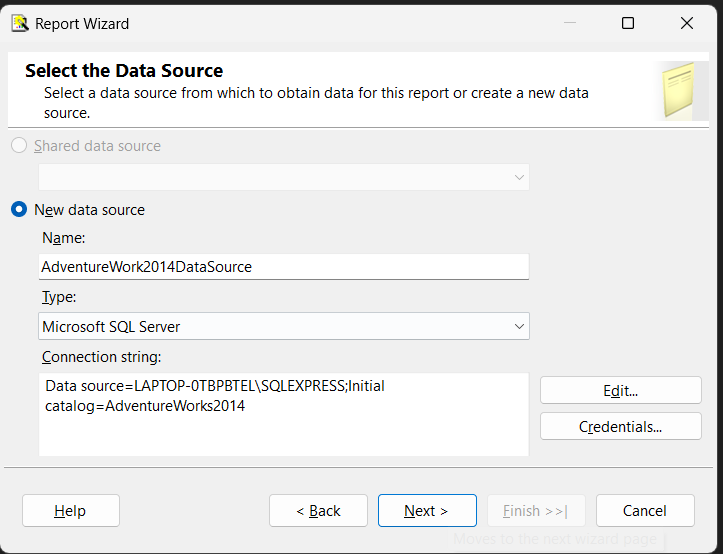 Report Wizard
Select the Data Source
Select a data source from which to obtain data for this report or create a new data
source.
Shared data source
New data source
Name:
AdventureWork2014DataSource
Type:
Microsoft SQL Server
Connection string:
Data source=LAPTOP-0TBPBTEL\SQLEXPRESS;Initial
catalog=AdventureWorks2014
Edit...
Credentials...
Help
< Back
Next >
Finish >>|
Cancel
Moves to the next wizard page